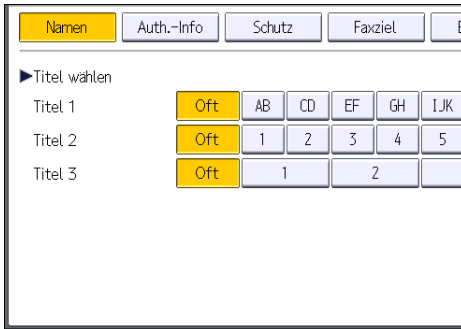 Namen Auth.-Info Schutz Faxziel
▶Titel wählen
Titel 1 Oft AB CD EF GH IJK
Titel 2 Oft 1 2 3 4 5
Titel 3 Oft 1 2